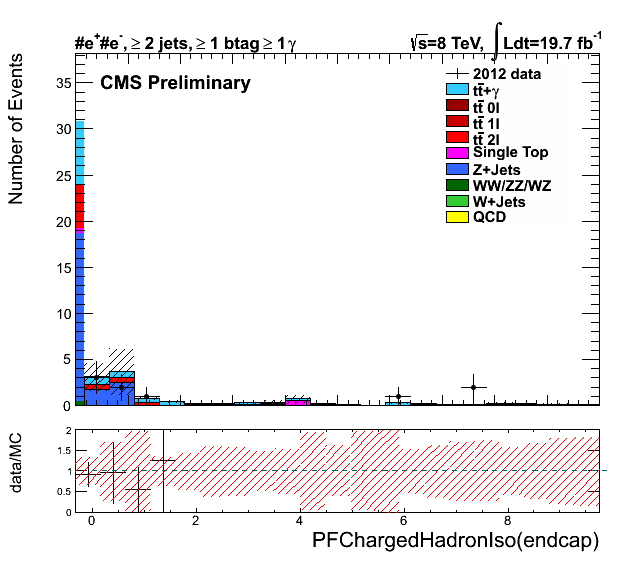 #e⁺#e⁻, ≥ 2 jets, ≥ 1 btag ≥ 1 γ
√s=8 TeV, ∫ Ldt=19.7 fb⁻¹
CMS Preliminary
2012 data
tt̄+γ
tt̄ 0l
tt̄ 1l
tt̄ 2l
Single Top
Z+Jets
WW/ZZ/WZ
W+Jets
QCD
Number of Events
35
30
25
20
15
10
5
0
data/MC
2
1.5
1
0.5
0
0 2 4 6 8
PFChargedHadronIso(endcap)